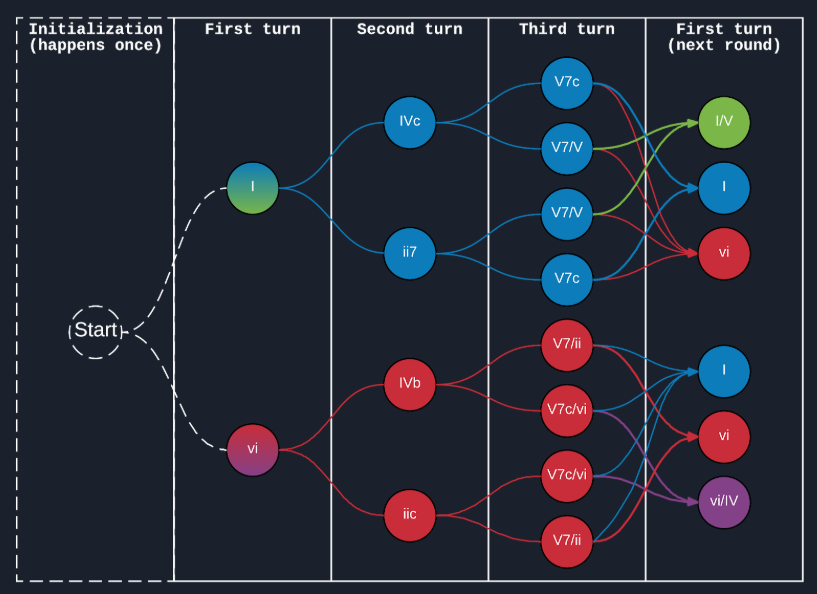 Initialization
(happens once)
First turn
Second turn
Third turn
First turn
(next round)
Start
I
vi
IVc
ii7
IVb
iic
V7c
V7/V
V7/V
V7c
V7/ii
V7c/vi
V7c/vi
V7/ii
I/V
I
vi
I
vi
vi/IV